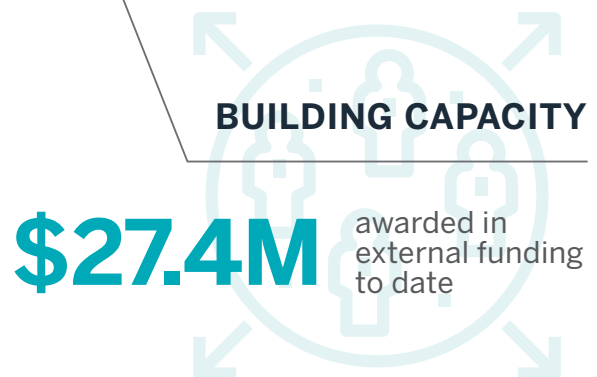 BUILDING CAPACITY
$27.4M
awarded in
external funding
to date